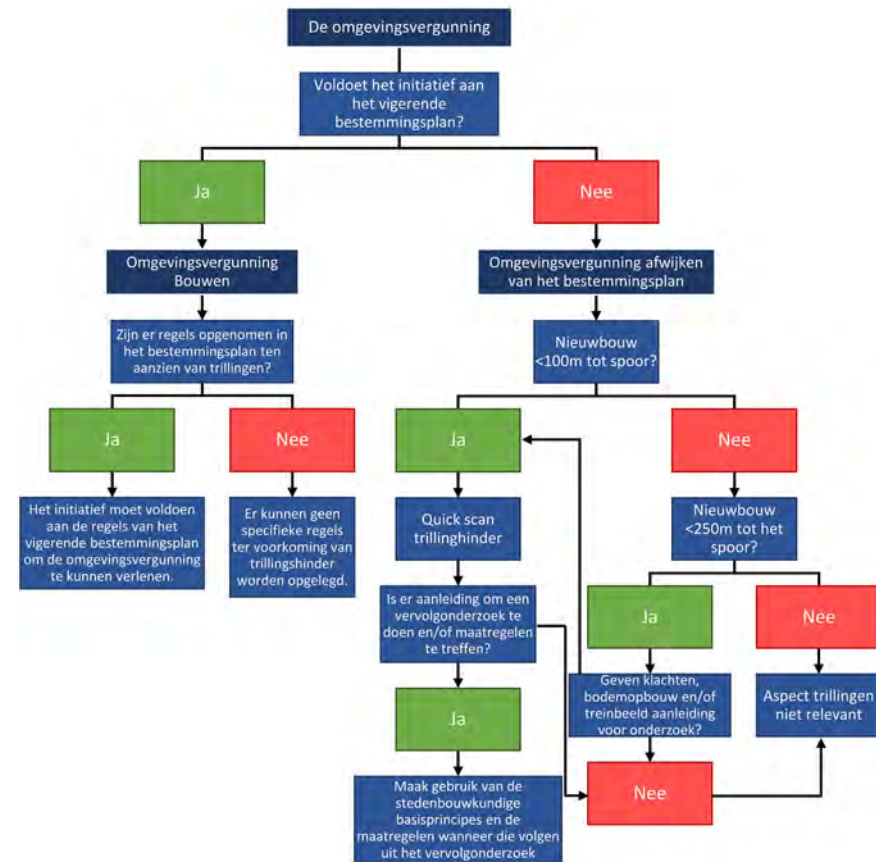 De omgevingsvergunning
Voldoet het initiatief aan
het vigerende
bestemmingsplan?
Ja
Nee
Omgevingsvergunning
Bouwen
Omgevingsvergunning afwijken
van het bestemmingsplan
Zijn er regels opgenomen in
het bestemmingsplan ten
aanzien van trillingen?
Nieuwbouw
<100m tot spoor?
Ja
Nee
Ja
Nee
Het initiatief moet voldoen
aan de regels van het
vigerende bestemmingsplan
om de omgevingsvergunning
te kunnen verlenen.
Er kunnen geen
specifieke regels
ter voorkoming van
trillingshinder
worden opgelegd.
Quick scan
trillinghinder
Nieuwbouw
<250m tot het
spoor?
Is er aanleiding om een
vervolgonderzoek te
doen en/of maatregelen
te treffen?
Ja
Nee
Ja
Geven klachten,
bodemopbouw en/of
treinbeeld aanleiding
voor onderzoek?
Aspect trillingen
niet relevant
Nee
Maak gebruik van de
stedenbouwkundige
basisprincipes en de
maatregelen wanneer die volgen
uit het vervolgonderzoek